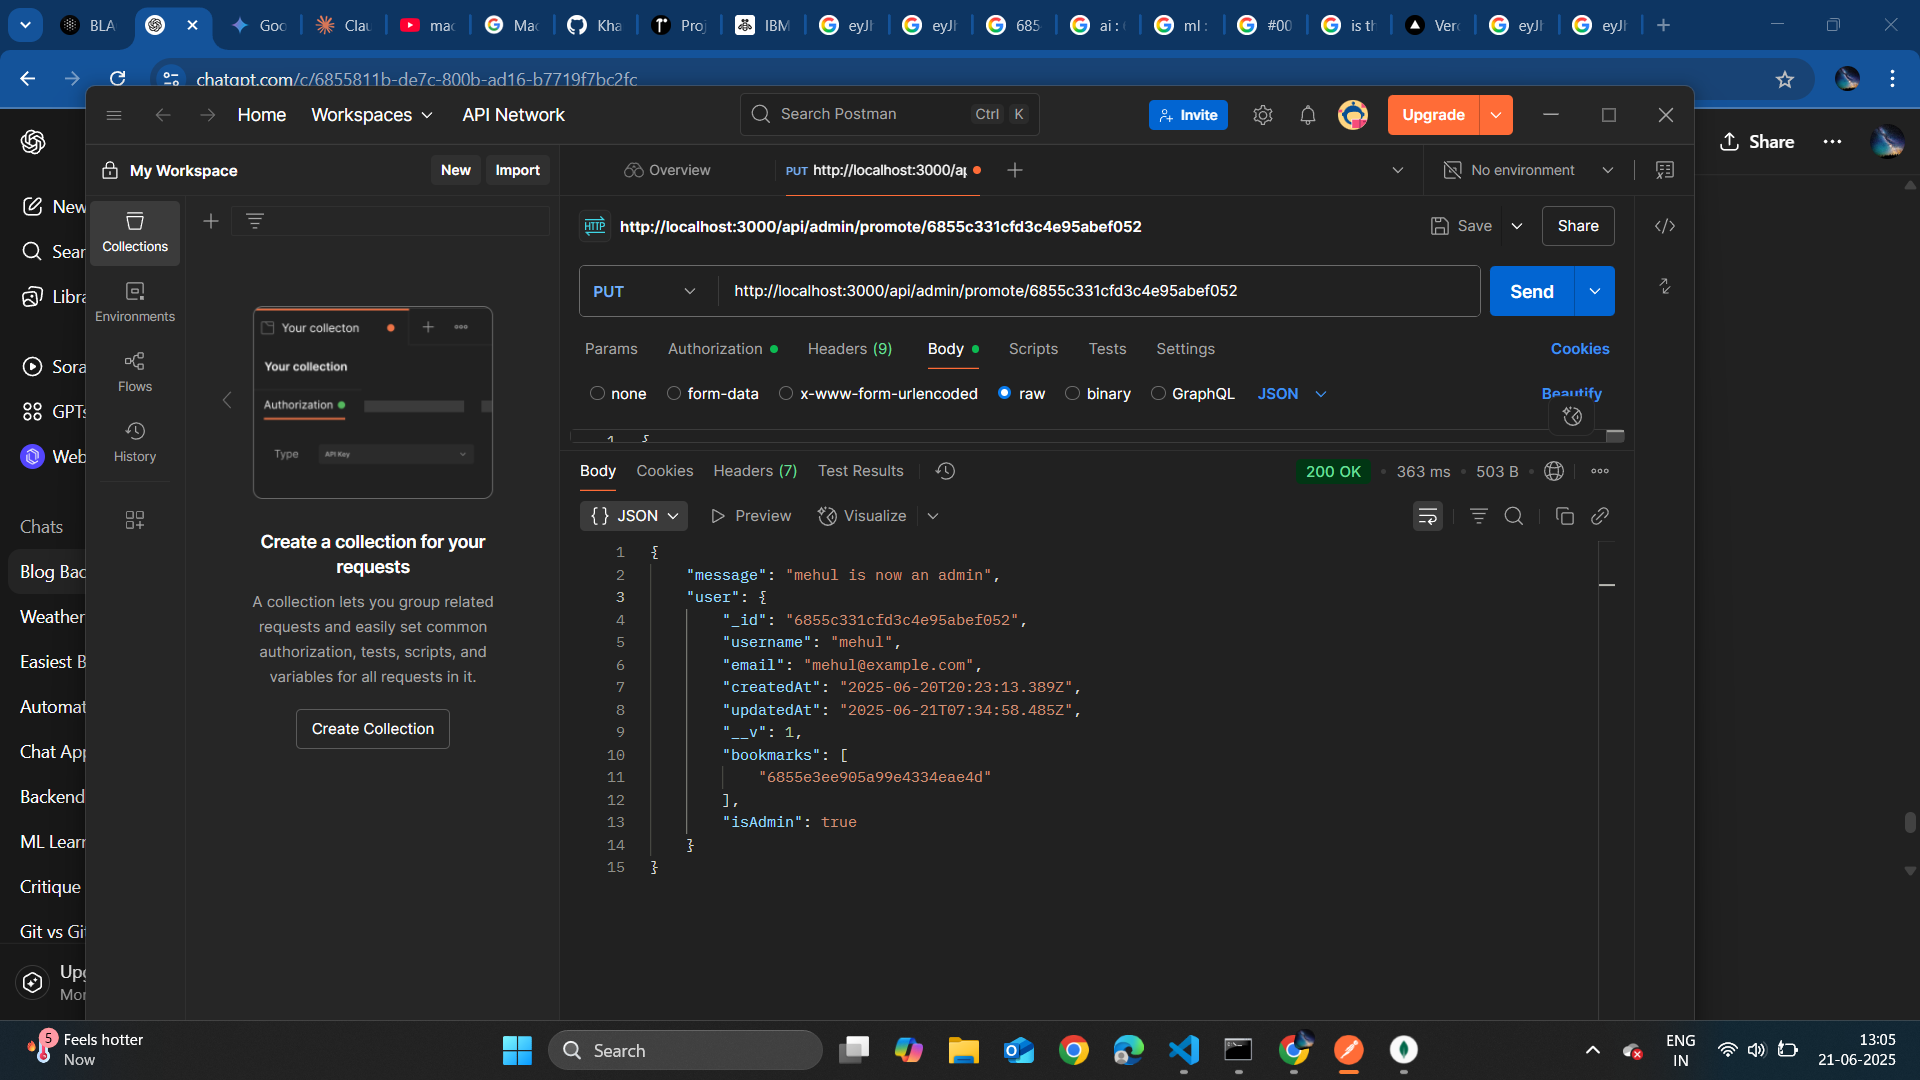 BLA
Goo
Clau
mac
Mac
Kha
Proj
IBM
eyJh
eyJh
685
ai : 
ml :
#00
is th
Verc
eyJh
eyJh
chatgpt.com/c/6855811b-de7c-800b-ad16-b7719f7bc2fc
Home
Workspaces
API Network
Search Postman
Ctrl
K
Invite
Upgrade
Share
My Workspace
New
Import
Overview
PUT http://localhost:3000/ap
No environment
New
Sear
Libra
Sora
GPTs
Web
Chats
Blog Bac
Weather
Easiest B
Automat
Chat App
Backend
ML Learn
Critique
Git vs Git
Upg
Mor
Collections
Environments
Flows
History
Your collecton
Your collection
Authorization
Type
API Key
Create a collection for your
requests
A collection lets you group related
requests and easily set common
authorization, tests, scripts, and
variables for all requests in it.
Create Collection
HTTP
http://localhost:3000/api/admin/promote/6855c331cfd3c4e95abef052
Save
Share
PUT
http://localhost:3000/api/admin/promote/6855c331cfd3c4e95abef052
Send
Params
Authorization
Headers (9)
Body
Scripts
Tests
Settings
Cookies
none
form-data
x-www-form-urlencoded
raw
binary
GraphQL
JSON
Beautify
1 {
Body
Cookies
Headers (7)
Test Results
200 OK
363 ms
503 B
{} JSON
Preview
Visualize
1 {
2 "message": "mehul is now an admin",
3 "user": {
4 "_id": "6855c331cfd3c4e95abef052",
5 "username": "mehul",
6 "email": "mehul@example.com",
7 "createdAt": "2025-06-20T20:23:13.389Z",
8 "updatedAt": "2025-06-21T07:34:58.485Z",
9 "__v": 1,
10 "bookmarks": [
11 "6855e3ee905a99e4334eae4d"
12 ],
13 "isAdmin": true
14 }
15 }
5
Feels hotter
Now
Search
ENG
IN
13:05
21-06-2025